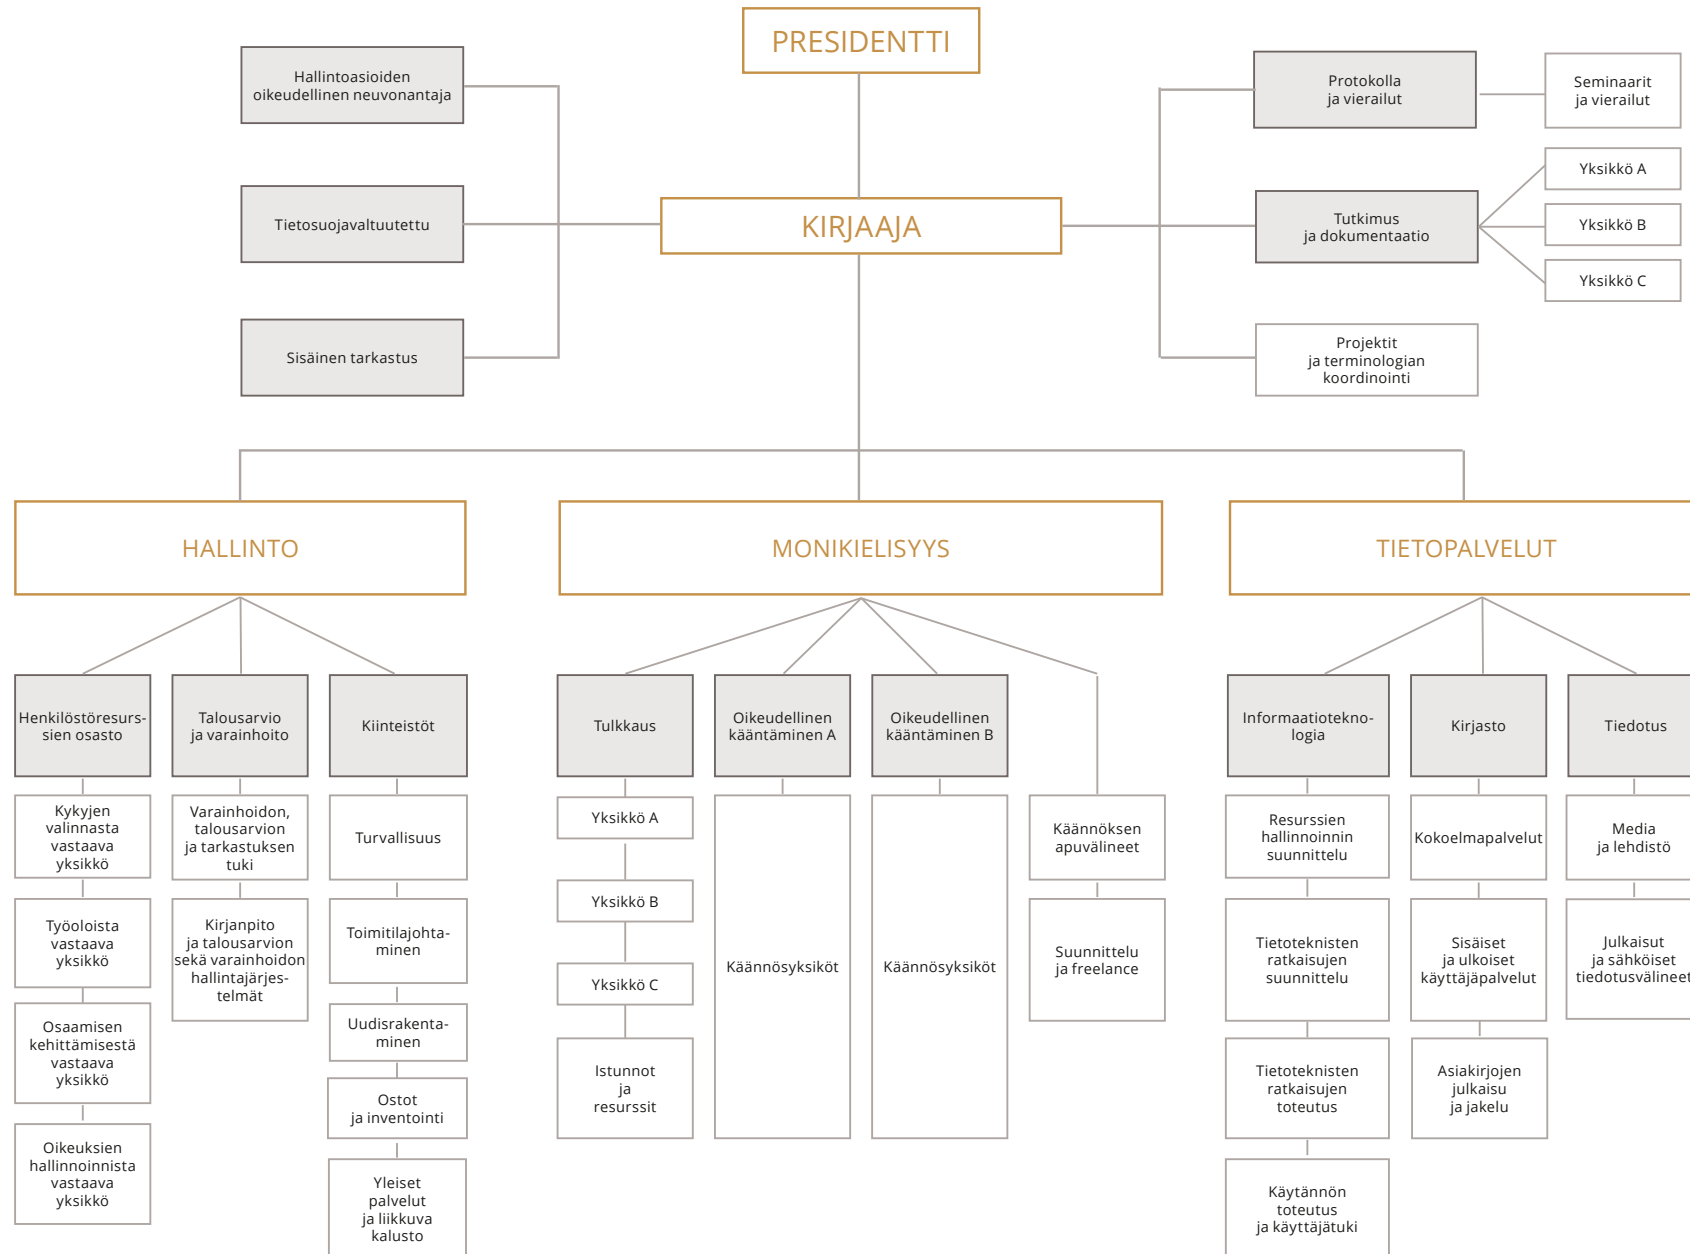 PRESIDENTTI
Hallintoasioiden
oikeudellinen neuvonantaja
Protokolla
ja vierailut
Seminaarit
ja vierailut
Tietosuojavaltuutettu
KIRJAAJA
Tutkimus
ja dokumentaatio
Yksikkö A
Yksikkö B
Yksikkö C
Sisäinen tarkastus
Projektit
ja terminologian
koordinointi
HALLINTO
MONIKIELISYYS
TIETOPALVELUT
Henkilöstöresurs-
sien osasto
Kykyjen
valinnasta
vastaava
yksikkö
Työoloista
vastaava
yksikkö
Osaamisen
kehittämisestä
vastaava
yksikkö
Oikeuksien
hallinnoinnista
vastaava
yksikkö
Talousarvio
ja varainhoito
Varainhoidon,
talousarvion
ja tarkastuksen
tuki
Kirjanpito
ja talousarvion
sekä varainhoidon
hallintajärjes-
telmät
Kiinteistöt
Turvallisuus
Toimitilajohta-
minen
Uudisrakenta-
minen
Ostot
ja inventointi
Yleiset
palvelut
ja liikkuva
kalusto
Tulkkaus
Yksikkö A
Yksikkö B
Yksikkö C
Istunnot
ja
resurssit
Oikeudellinen
kääntäminen A
Käännösyksiköt
Oikeudellinen
kääntäminen B
Käännösyksiköt
Käännöksen
apuvälineet
Suunnittelu
ja freelance
Informaatiotekno-
logia
Resurssien
hallinnoinnin
suunnittelu
Tietoteknisten
ratkaisujen
suunnittelu
Tietoteknisten
ratkaisujen
toteutus
Käytännön
toteutus
ja käyttäjätuki
Kirjasto
Kokoelmapalvelut
Sisäiset
ja ulkoiset
käyttäjäpalvelut
Asiakirjojen
julkaisu
ja jakelu
Tiedotus
Media
ja lehdistö
Julkaisut
ja sähköiset
tiedotusvälineet